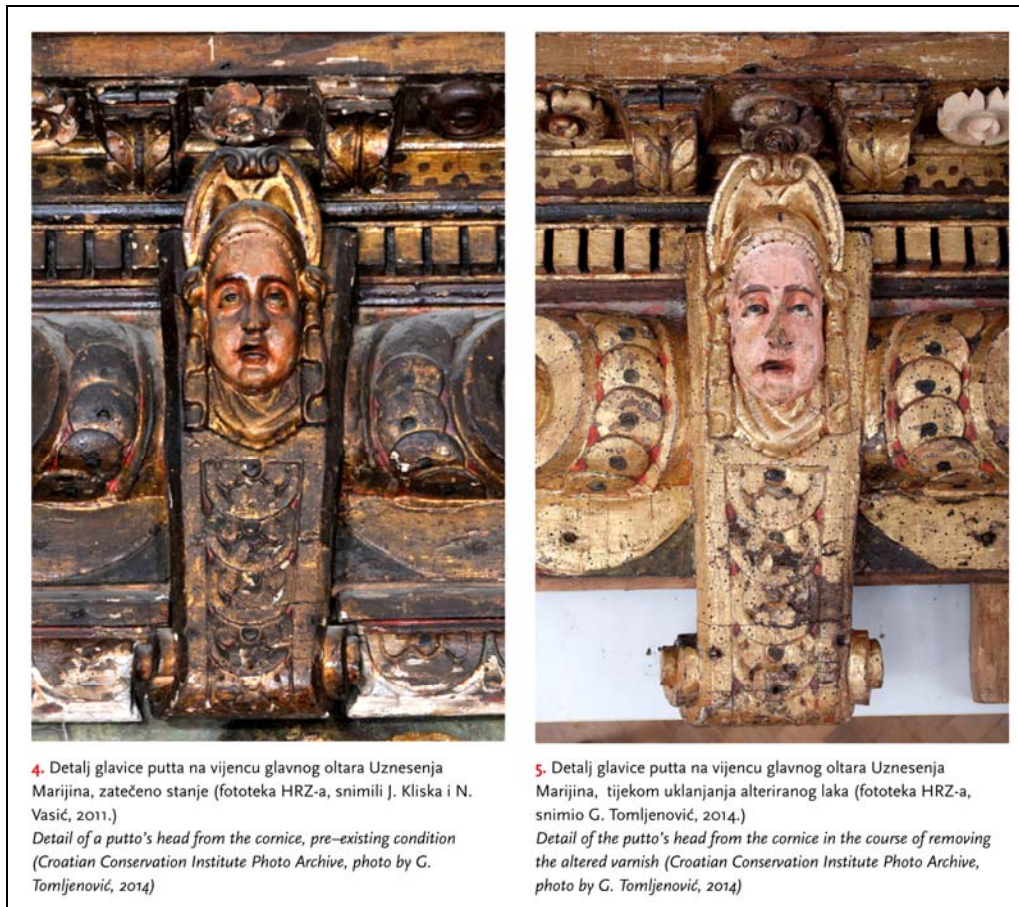 4. Detalj glavice putta na vijencu glavnog oltara Uznesenja
Marijina, zatečeno stanje (fototeka HRZ-a, snimili J. Kliska i N.
Vasić, 2011.)
Detail of a putto's head from the cornice, pre–existing condition
(Croatian Conservation Institute Photo Archive, photo by G.
Tomljenović, 2014)
5. Detalj glavice putta na vijencu glavnog oltara Uznesenja
Marijina, tijekom uklanjanja alteriranog laka (fototeka HRZ-a,
snimio G. Tomljenović, 2014.)
Detail of the putto's head from the cornice in the course of removing
the altered varnish (Croatian Conservation Institute Photo Archive,
photo by G. Tomljenović, 2014)